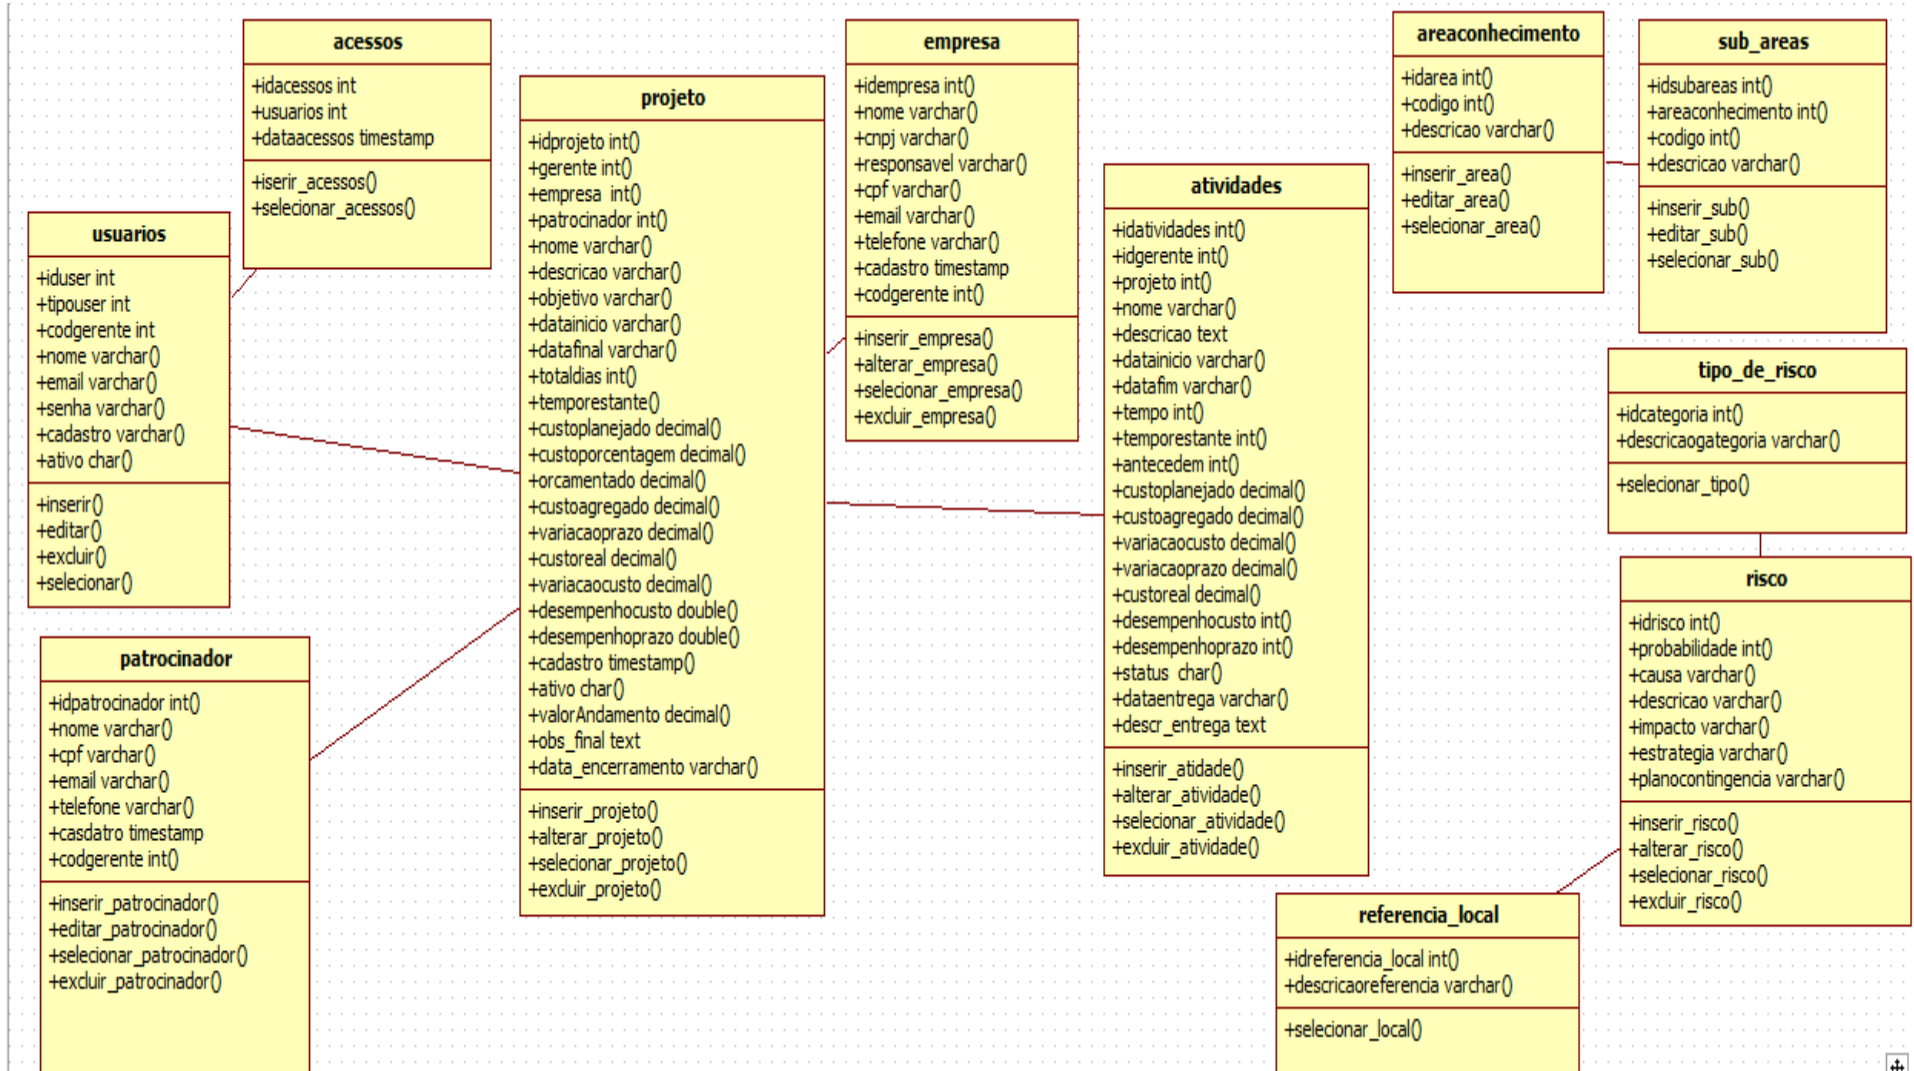 acessos
+idacessos int
+usuarios int
+dataacessos timestamp
+iserir_acessos()
+selecionar_acessos()
usuarios
+iduser int
+tipouser int
+codgerente int
+nome varchar()
+email varchar()
+senha varchar()
+cadastro varchar()
+ativo char()
+inserir()
+editar()
+excluir()
+selecionar()
patrocinador
+idpatrocinador int()
+nome varchar()
+cpf varchar()
+email varchar()
+telefone varchar()
+casdatro timestamp
+codgerente int()
+inserir_patrocinador()
+editar_patrocinador()
+selecionar_patrocinador()
+excluir_patrocinador()
projeto
+idprojeto int()
+gerente int()
+empresa  int()
+patrocinador int()
+nome varchar()
+descricao varchar()
+objetivo varchar()
+datainicio varchar()
+datafinal varchar()
+totaldias int()
+temporestante()
+custoplanejado decimal()
+custoporcentagem decimal()
+orcamentado decimal()
+custoagregado decimal()
+variacaoprazo decimal()
+custoreal decimal()
+variacaocusto decimal()
+desempenhocusto double()
+desempenhoprazo double()
+cadastro timestamp()
+ativo char()
+valorAndamento decimal()
+obs_final text
+data_encerramento varchar()
+inserir_projeto()
+alterar_projeto()
+selecionar_projeto()
+excluir_projeto()
empresa
+idempresa int()
+nome varchar()
+cnpj varchar()
+responsavel varchar()
+cpf varchar()
+email varchar()
+telefone varchar()
+cadastro timestamp
+codgerente int()
+inserir_empresa()
+alterar_empresa()
+selecionar_empresa()
+excluir_empresa()
atividades
+idatividades int()
+idgerente int()
+projeto int()
+nome varchar()
+descricao text
+datainicio varchar()
+datafim varchar()
+tempo int()
+temporestante int()
+antecedem int()
+custoplanejado decimal()
+custoagregado decimal()
+variacaocusto decimal()
+variacaoprazo decimal()
+custoreal decimal()
+desempenhocusto int()
+desempenhoprazo int()
+status  char()
+dataentrega varchar()
+descr_entrega text
+inserir_atidade()
+alterar_atividade()
+selecionar_atividade()
+excluir_atividade()
areaconhecimento
+idarea int()
+codigo int()
+descricao varchar()
+inserir_area()
+editar_area()
+selecionar_area()
sub_areas
+idsubareas int()
+areaconhecimento int()
+codigo int()
+descricao varchar()
+inserir_sub()
+editar_sub()
+selecionar_sub()
tipo_de_risco
+idcategoria int()
+descricaogategoria varchar()
+selecionar_tipo()
risco
+idrisco int()
+probabilidade int()
+causa varchar()
+descricao varchar()
+impacto varchar()
+estrategia varchar()
+planocontingencia varchar()
+inserir_risco()
+alterar_risco()
+selecionar_risco()
+excluir_risco()
referencia_local
+idreferencia_local int()
+descricaoreferencia varchar()
+selecionar_local()